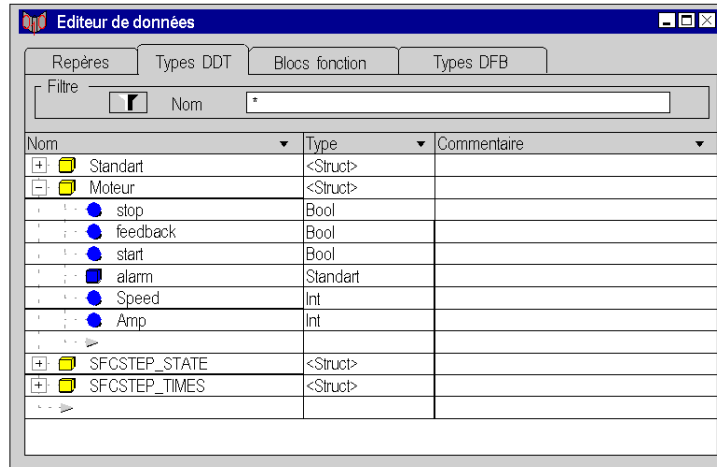 Editeur de données
Repères Types DDT Blocs fonction Types DFB
Filtre
Nom *
Nom Type Commentaire
Standart <Struct>
Moteur <Struct>
stop Bool
feedback Bool
start Bool
alarm Standart
Speed Int
Amp Int
SFCSTEP_STATE <Struct>
SFCSTEP_TIMES <Struct>